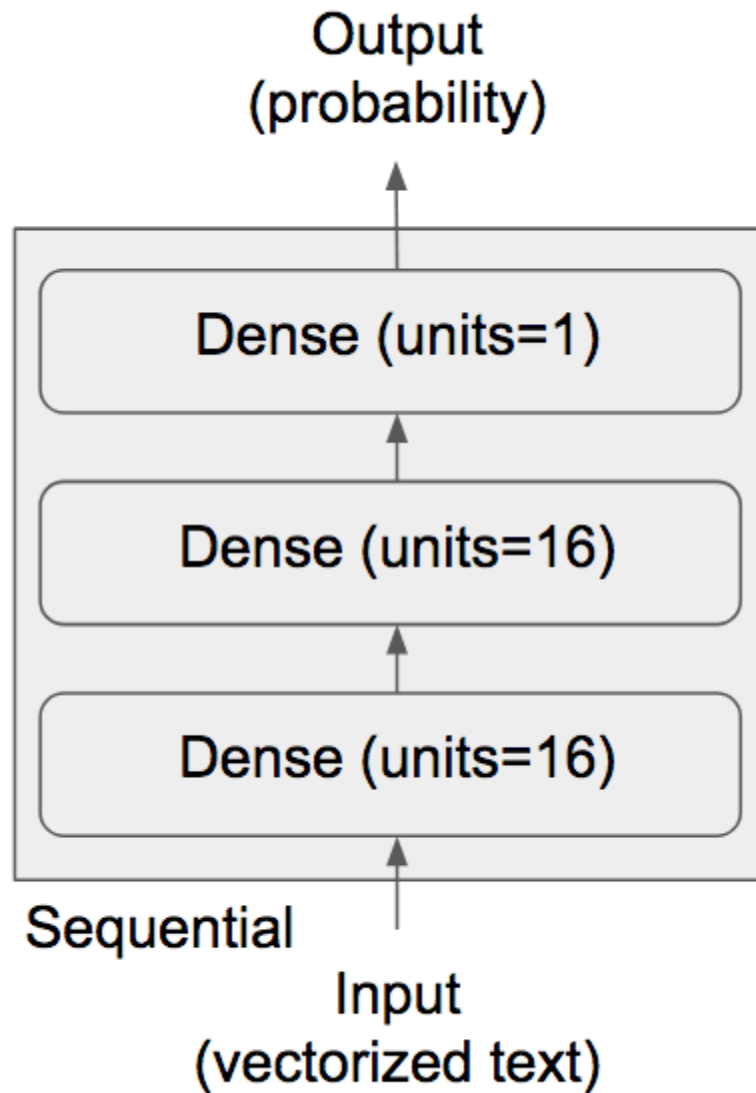 Output
(probability)
Dense (units=1)
Dense (units=16)
Dense (units=16)
Sequential
Input
(vectorized text)